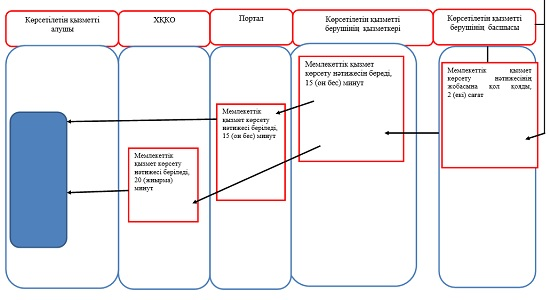 Көрсетілетін қызметті
алушы
ХҚКО
Портал
Көрсетілетін қызметті
берушінің қызметкері
Көрсетілетін қызметті
берушінің басшысы
Мемлекеттік қызмет
көрсету нәтижесін береді,
15 (он бес) минут
Мемлекеттік қызмет
көрсету нәтижесінің
жобасына қол қояды,
2 (екі) сағат
Мемлекеттік
қызмет көрсету
нәтижесі беріледі,
15 (он бес) минут
Мемлекеттік
қызмет көрсету
нәтижесі беріледі,
20 (жиырма)
минут